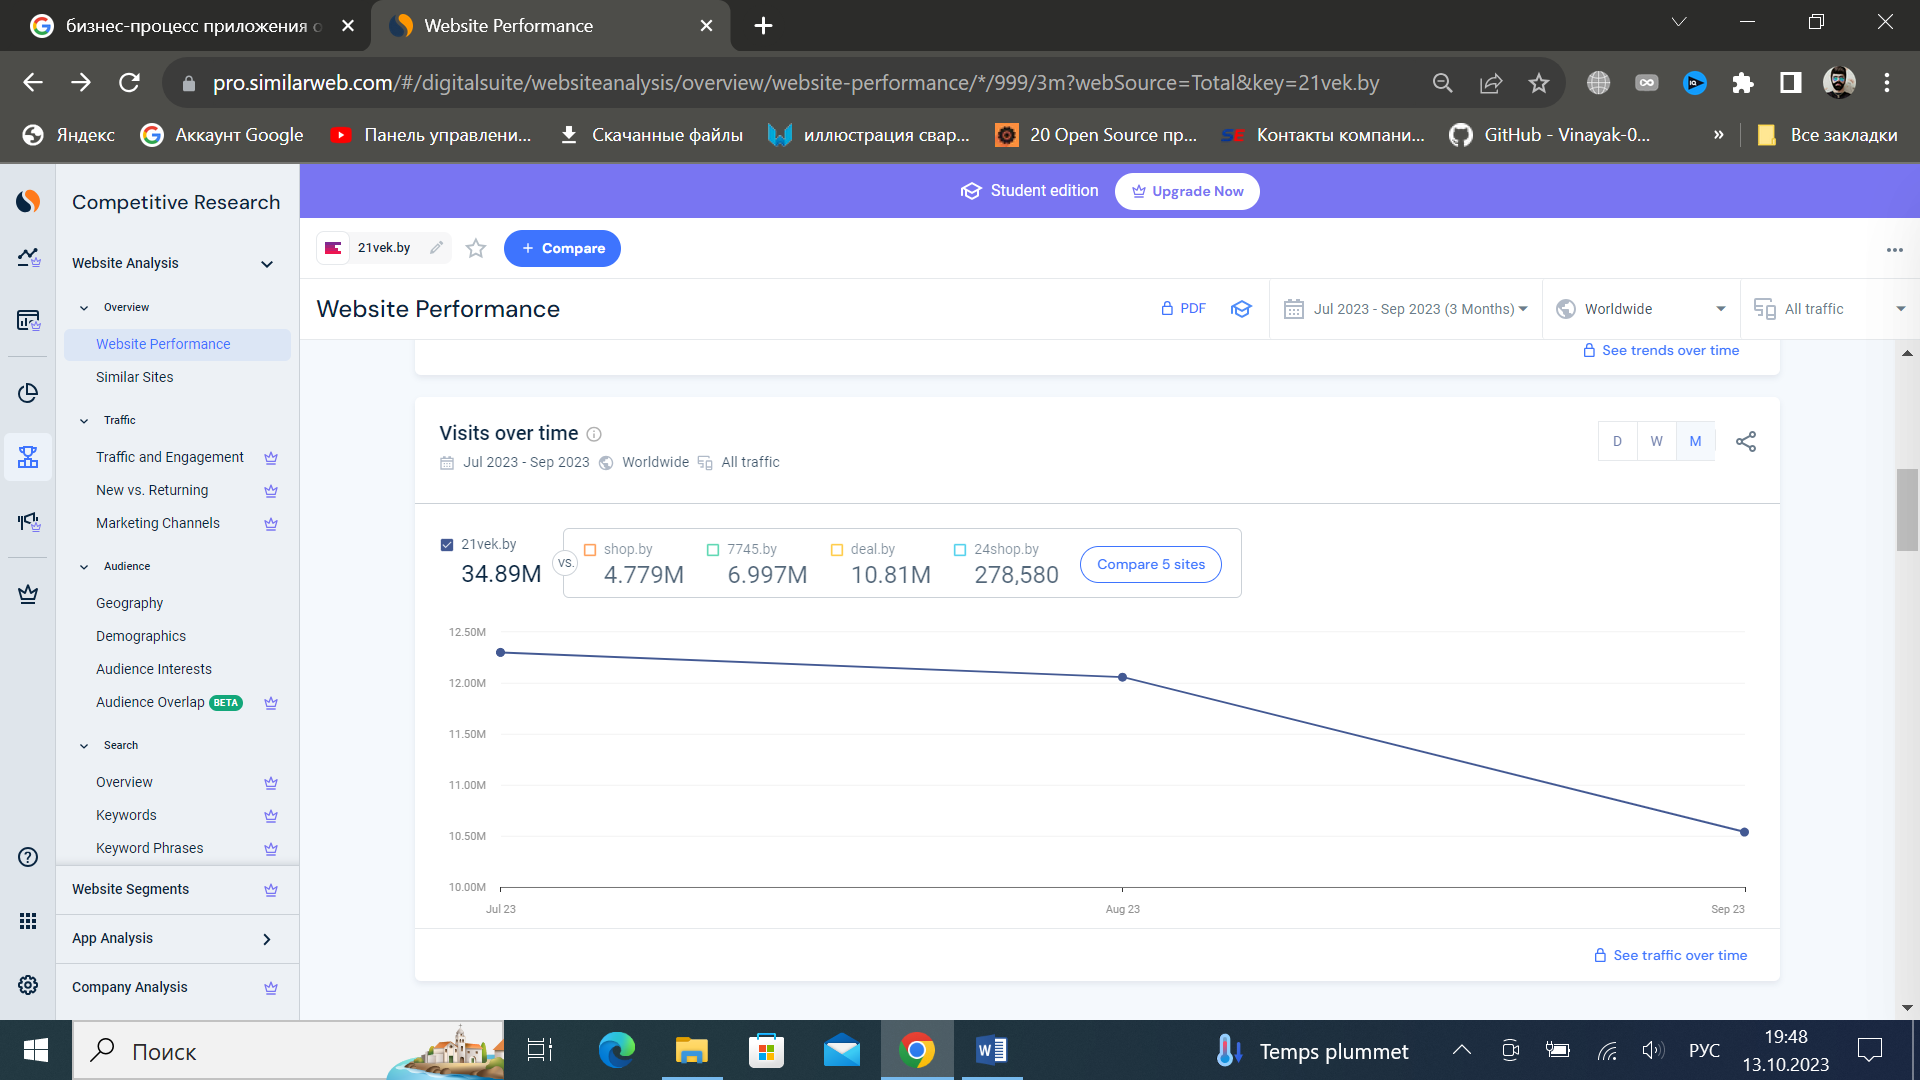 бизнес-процесс приложения о
Website Performance
pro.similarweb.com/#/digitalsuite/websiteanalysis/overview/website-performance/*/999/3m?webSource=Total&key=21vek.by
Яндекс
Аккаунт Google
Панель управлени...
Скачанные файлы
иллюстрация свар...
20 Open Source пр...
SE
Контакты компани...
GitHub - Vinayak-0...
»
Все закладки
Competitive Research
Website Analysis
Overview
Website Performance
Similar Sites
Traffic
Traffic and Engagement
New vs. Returning
Marketing Channels
Audience
Geography
Demographics
Audience Interests
Audience Overlap BETA
Search
Overview
Keywords
Keyword Phrases
Website Segments
App Analysis
Company Analysis
Student edition
Upgrade Now
21vek.by
+ Compare
Website Performance
PDF
Jul 2023 - Sep 2023 (3 Months)
Worldwide
All traffic
See trends over time
Visits over time
Jul 2023 - Sep 2023 Worldwide All traffic
D W M
21vek.by
34.89M
VS.
shop.by
4.779M
7745.by
6.997M
deal.by
10.81M
24shop.by
278,580
Compare 5 sites
12.50M
12.00M
11.50M
11.00M
10.50M
10.00M
Jul 23
Aug 23
Sep 23
See traffic over time
Поиск
Temps plummet
РУС
19:48
13.10.2023